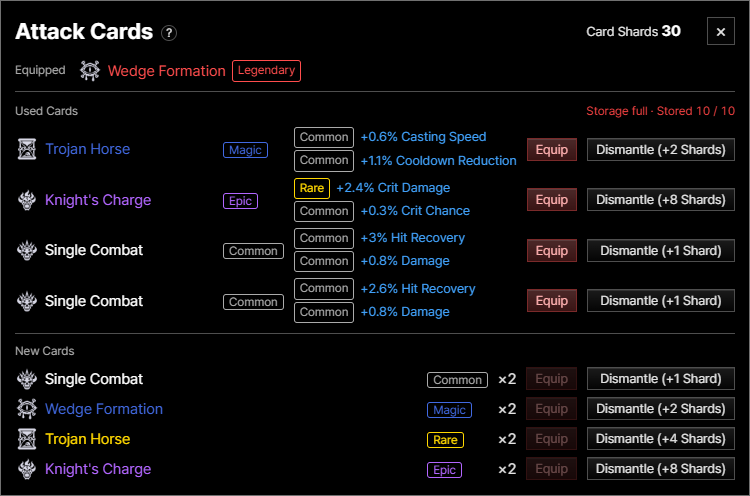 Attack Cards ? Card Shards 30 ×
Equipped Wedge Formation Legendary
Used Cards Storage full · Stored 10 / 10
Common +0.6% Casting Speed
Trojan Horse Magic Equip Dismantle (+2 Shards)
Common +1.1% Cooldown Reduction
Rare +2.4% Crit Damage
Knight's Charge Epic Equip Dismantle (+8 Shards)
Common +0.3% Crit Chance
Common +3% Hit Recovery
Single Combat Common Equip Dismantle (+1 Shard)
Common +0.8% Damage
Common +2.6% Hit Recovery
Single Combat Common Equip Dismantle (+1 Shard)
Common +0.8% Damage
New Cards
Single Combat Common ×2 Equip Dismantle (+1 Shard)
Wedge Formation Magic ×2 Equip Dismantle (+2 Shards)
Trojan Horse Rare ×2 Equip Dismantle (+4 Shards)
Knight's Charge Epic ×2 Equip Dismantle (+8 Shards)